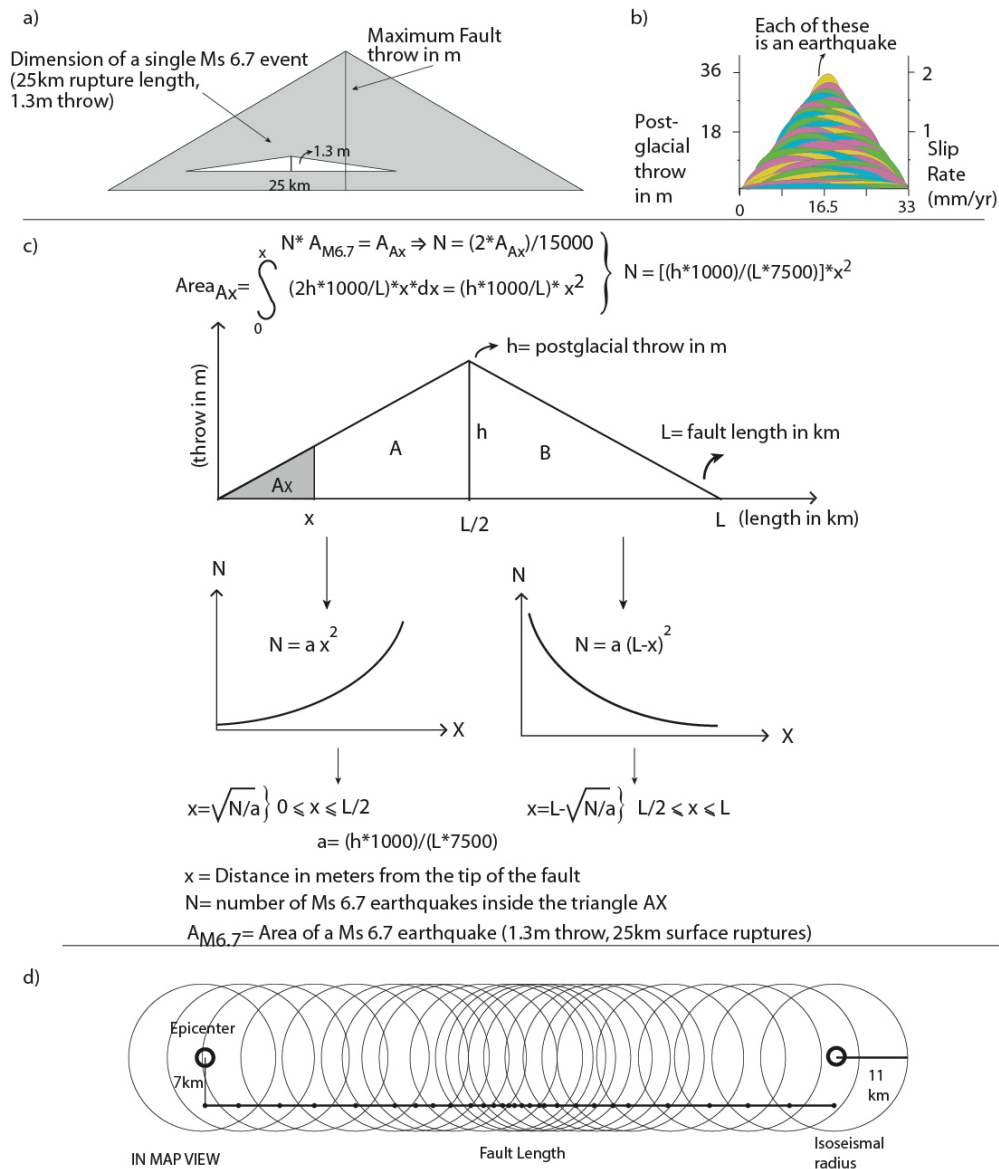 a)
Dimension of a single Ms 6.7 event
(25km rupture length,
1.3m throw)
Maximum Fault
throw in m
1.3 m
25 km
b)
Each of these
is an earthquake
36
18
Post-
glacial
throw
in m
2
1
Slip
Rate
(mm/yr)
0
16.5
33
c)
N* A_M6.7 = A_Ax ⇒ N = (2*A_Ax)/15000
Area_Ax= ∫ x 0 (2h*1000/L)*x*dx = (h*1000/L)* x²
} N = [(h*1000)/(L*7500)]*x²
(throw in m)
h= postglacial throw in m
L= fault length in km
A
h
B
Ax
x
L/2
L (length in km)
N
N = a x²
X
N
N = a (L-x)²
X
x=√N/a} 0 ⩽ x ⩽ L/2
x=L-√N/a} L/2 ⩽ x ⩽ L
a= (h*1000)/(L*7500)
x = Distance in meters from the tip of the fault
N= number of Ms 6.7 earthquakes inside the triangle AX
A_M6.7= Area of a Ms 6.7 earthquake (1.3m throw, 25km surface ruptures)
d)
Epicenter
7km
11
km
IN MAP VIEW
Fault Length
Isoseismal
radius